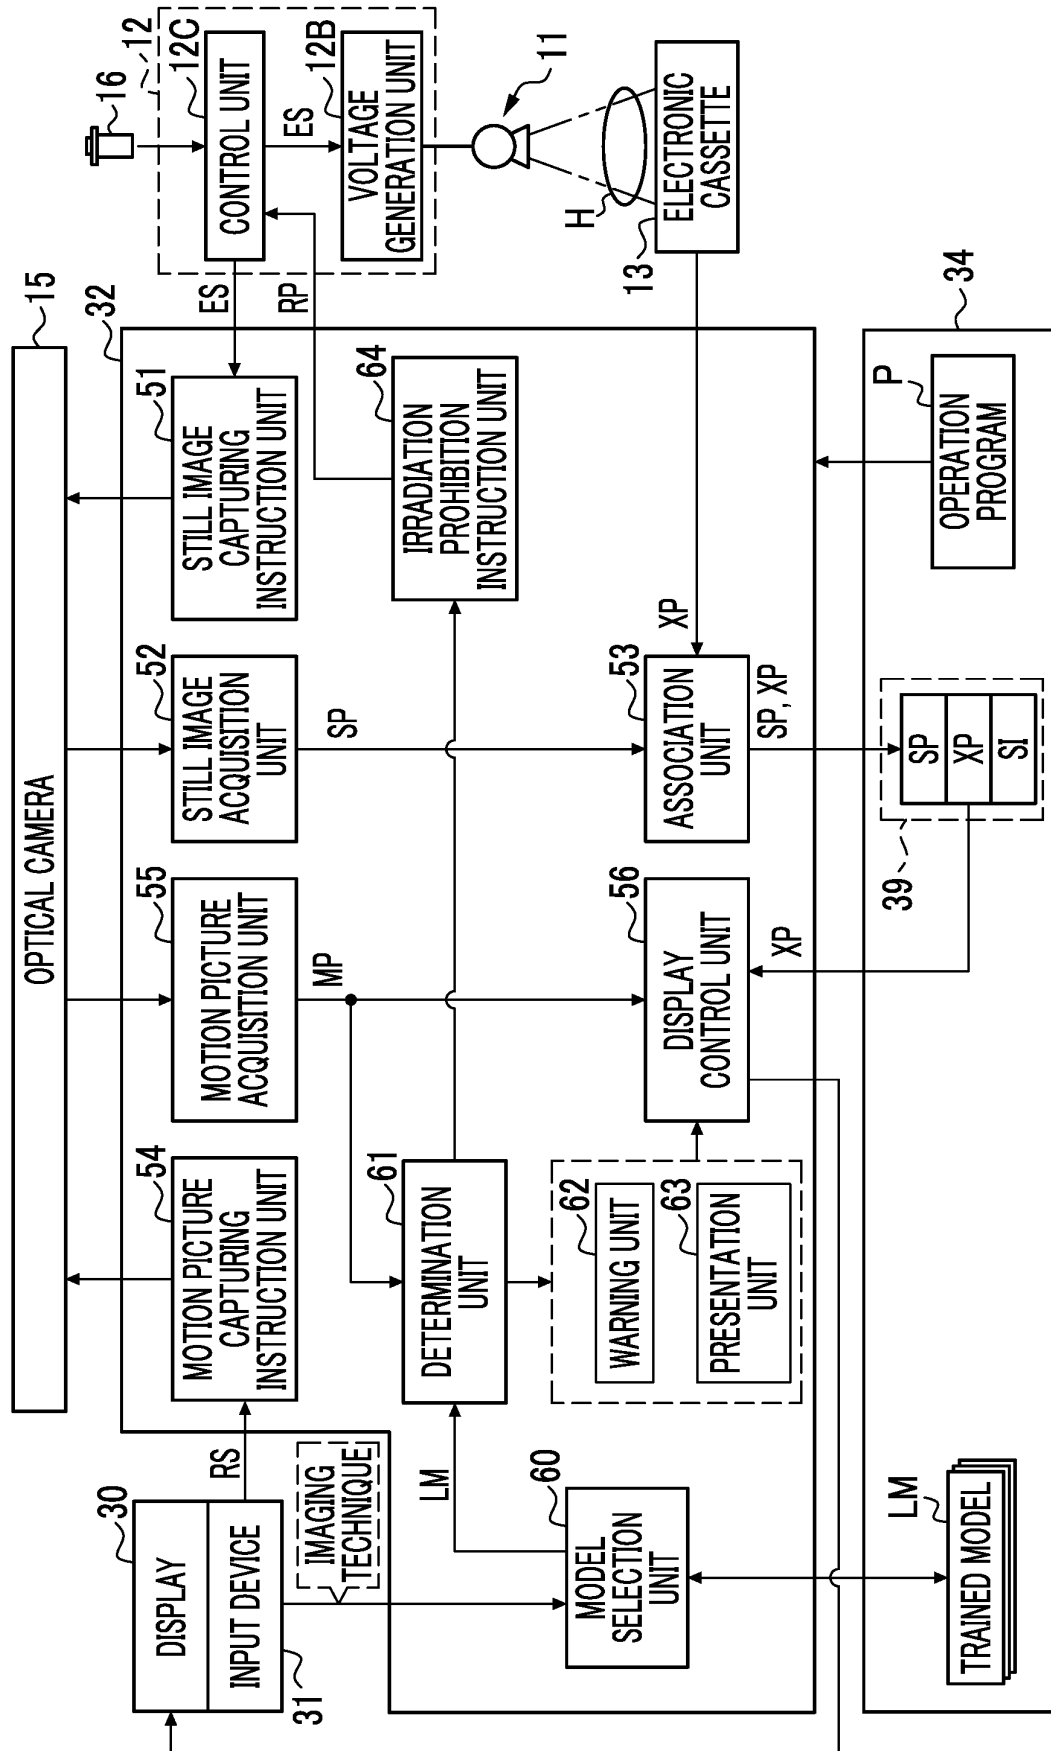 OPTICAL CAMERA
15
30
DISPLAY
INPUT DEVICE
31
RS
IMAGING
TECHNIQUE
32
54
MOTION PICTURE
CAPTURING
INSTRUCTION UNIT
55
MOTION PICTURE
ACQUISITION UNIT
MP
52
STILL IMAGE
ACQUISITION
UNIT
SP
51
STILL IMAGE
CAPTURING
INSTRUCTION UNIT
ES
RP
16
12
12C
CONTROL UNIT
ES
12B
VOLTAGE
GENERATION UNIT
11
H
13
ELECTRONIC
CASSETTE
64
IRRADIATION
PROHIBITION
INSTRUCTION UNIT
61
DETERMINATION
UNIT
LM
60
MODEL
SELECTION
UNIT
62
WARNING UNIT
63
PRESENTATION
UNIT
56
DISPLAY
CONTROL UNIT
XP
53
ASSOCIATION
UNIT
XP
SP, XP
34
LM
TRAINED MODEL
39
SP
XP
SI
P
OPERATION
PROGRAM